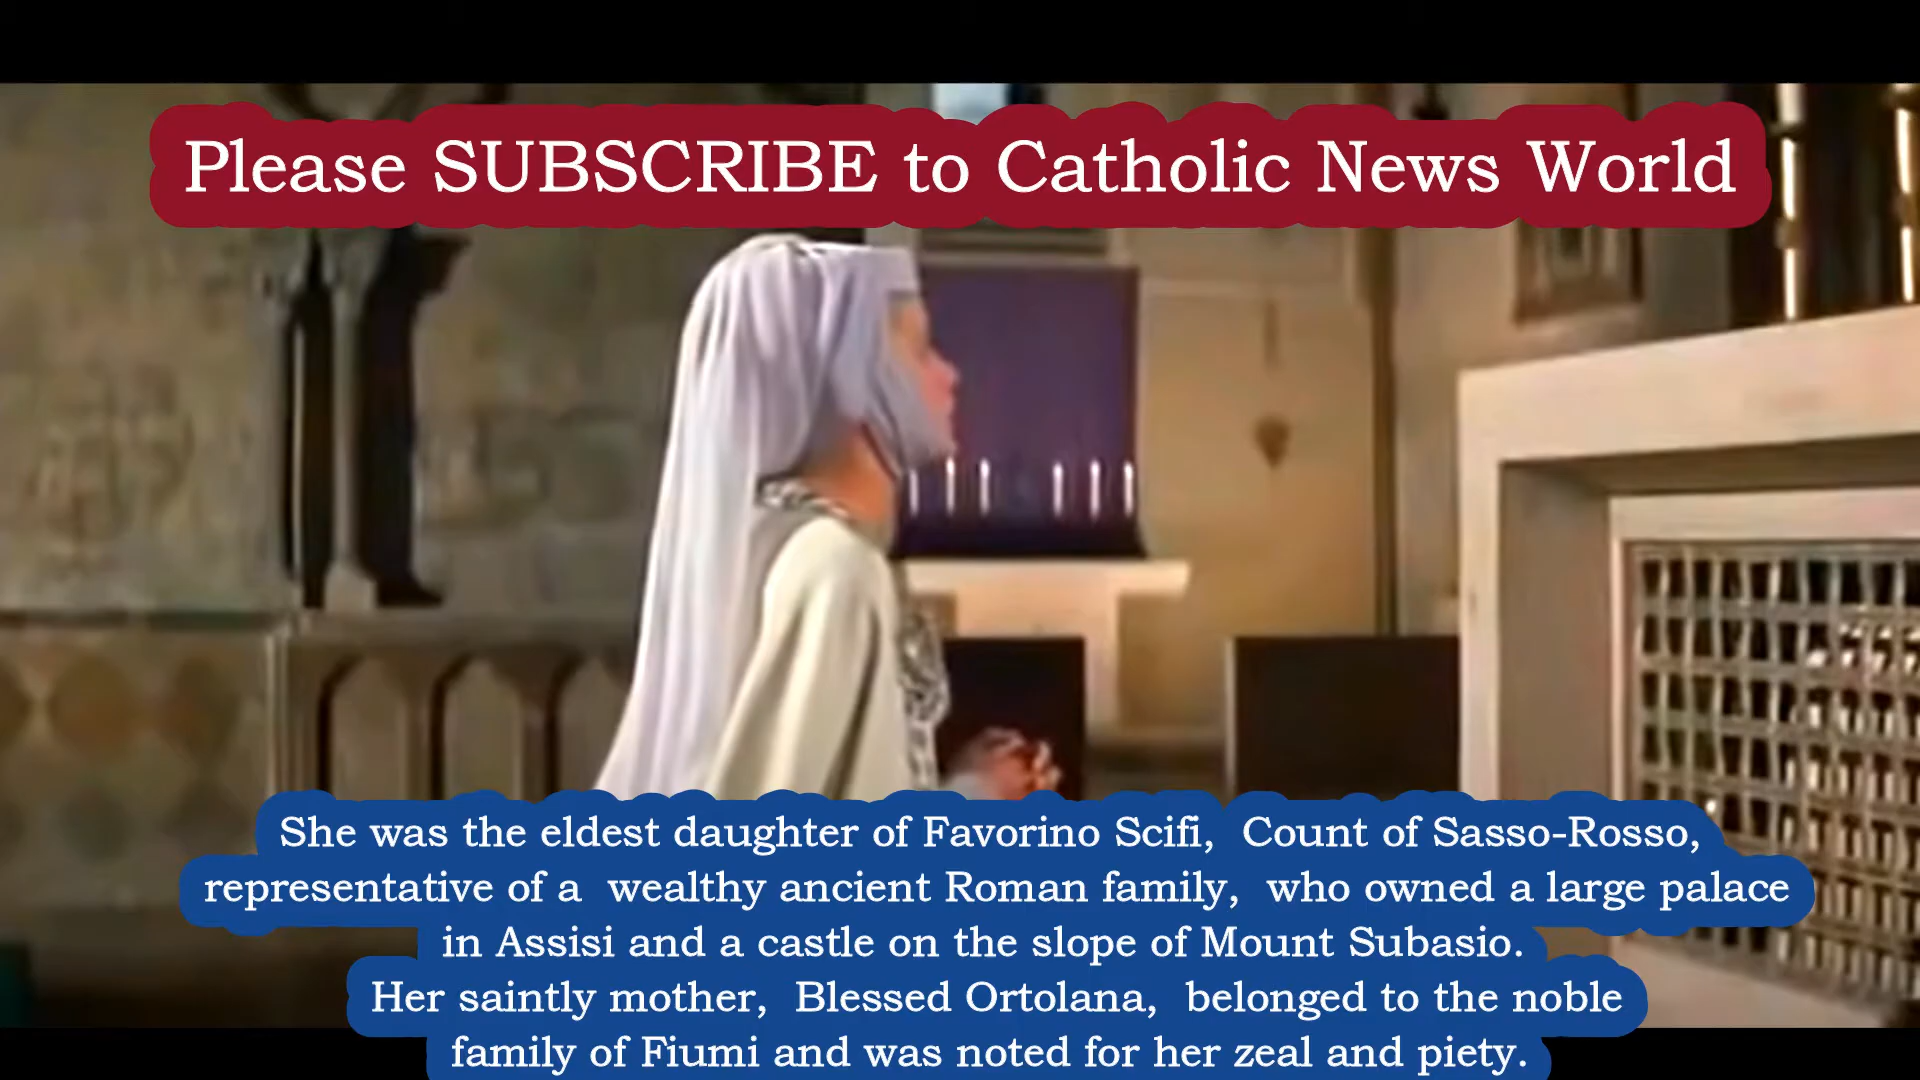 Please SUBSCRIBE to Catholic News World
She was the eldest daughter of Favorino Scifi, Count of Sasso-Rosso,
representative of a wealthy ancient Roman family, who owned a large palace
in Assisi and a castle on the slope of Mount Subasio.
Her saintly mother, Blessed Ortolana, belonged to the noble
family of Fiumi and was noted for her zeal and piety.